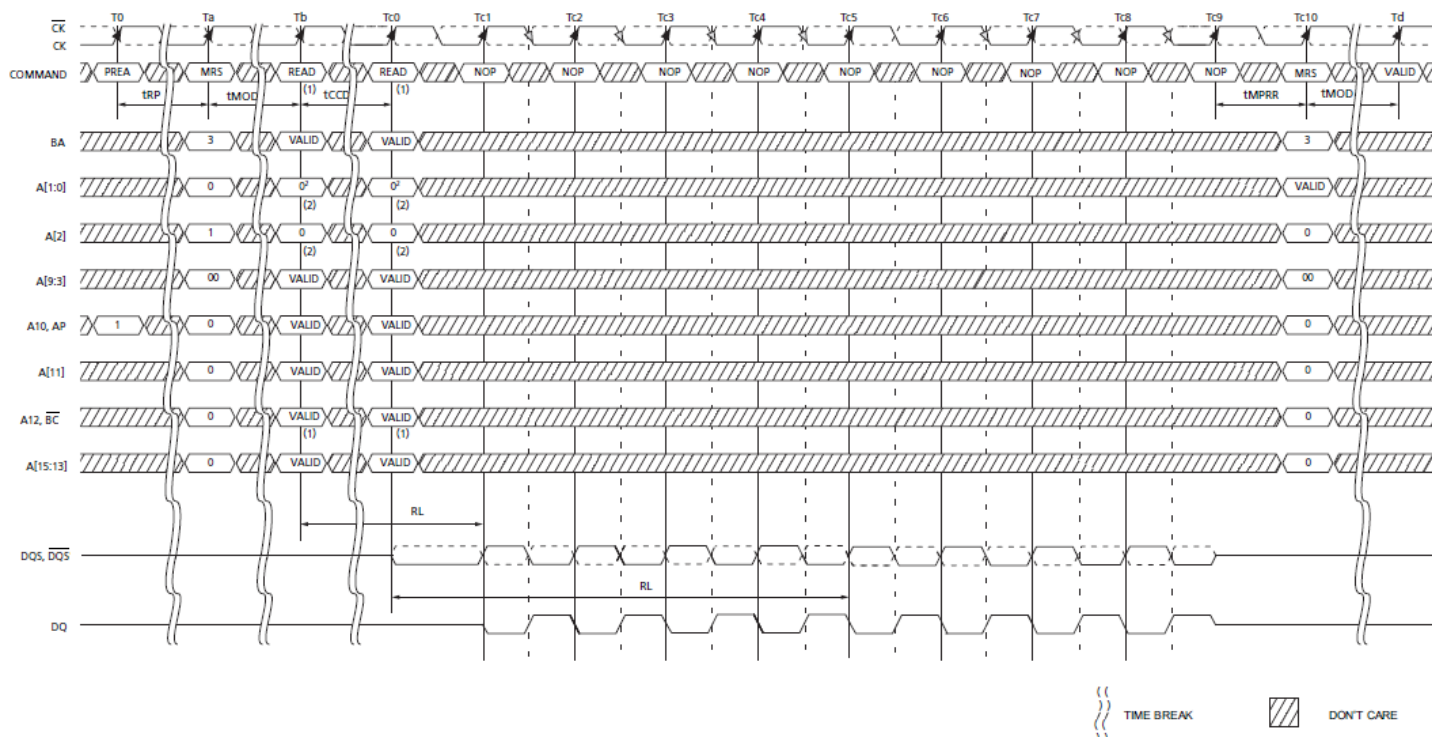 T0 Ta Tb Tc0 Tc1 Tc2 Tc3 Tc4 Tc5 Tc6 Tc7 Tc8 Tc9 Tc10 Td
CK
CK
COMMAND PREA MRS READ READ NOP NOP NOP NOP NOP NOP NOP NOP NOP MRS VALID
(1) (1)
tRP tMOD tCCD tMPRR tMOD
BA 3 VALID VALID 3
A[1:0] 0 0² 0² VALID
(2) (2)
A[2] 1 0 0 0
(2) (2)
A[9:3] 00 VALID VALID 00
A10, AP 1 0 VALID VALID 0
A[11] 0 VALID VALID 0
A12, BC 0 VALID VALID 0
(1) (1)
A[15:13] 0 VALID VALID 0
RL
DQS, DQS
RL
DQ
TIME BREAK DON'T CARE